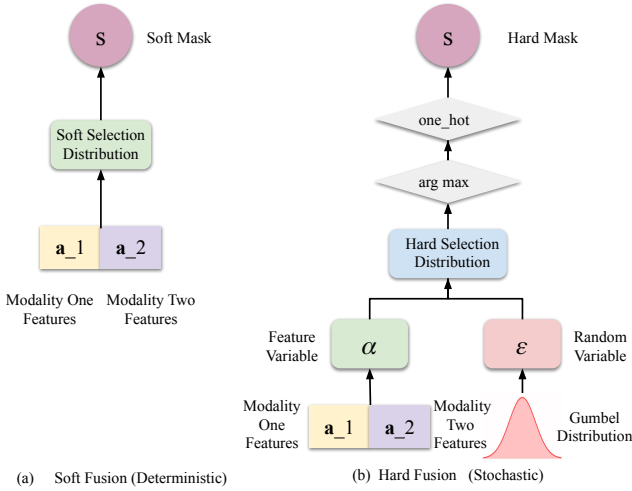 S
Soft Mask
Soft Selection
Distribution
a_1
a_2
Modality One
Features
Modality Two
Features
(a) Soft Fusion (Deterministic)
S
Hard Mask
one_hot
arg max
Hard Selection
Distribution
Feature
Variable
α
ε
Random
Variable
Modality
One
Features
a_1
a_2
Modality
Two
Features
Gumbel
Distribution
(b) Hard Fusion (Stochastic)